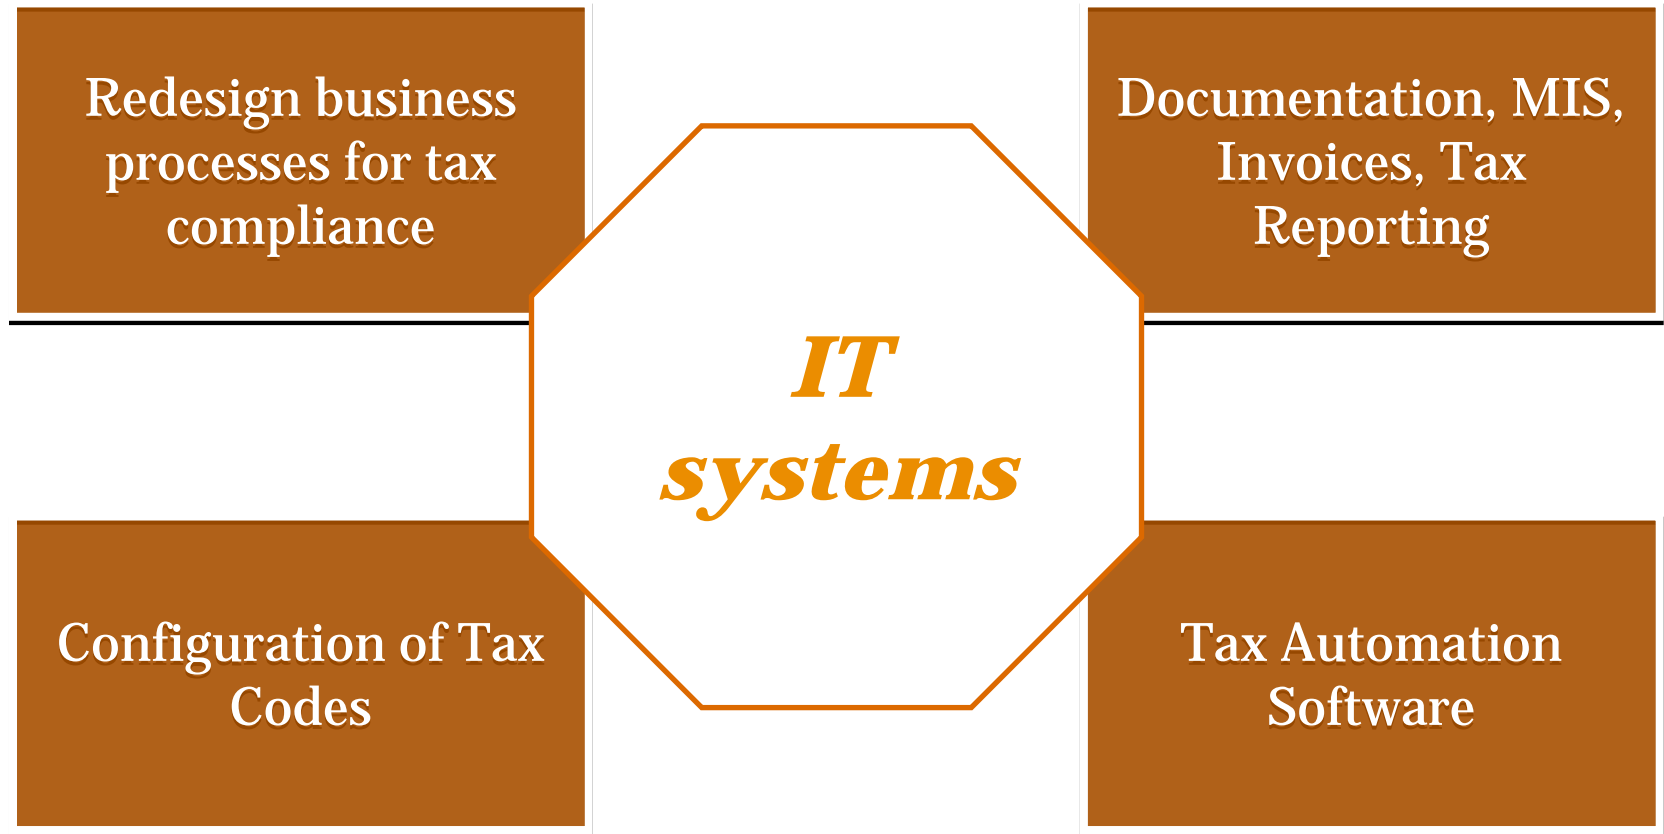 Redesign business
processes for tax
compliance
Documentation, MIS,
Invoices, Tax
Reporting
IT
systems
Configuration of Tax
Codes
Tax Automation
Software